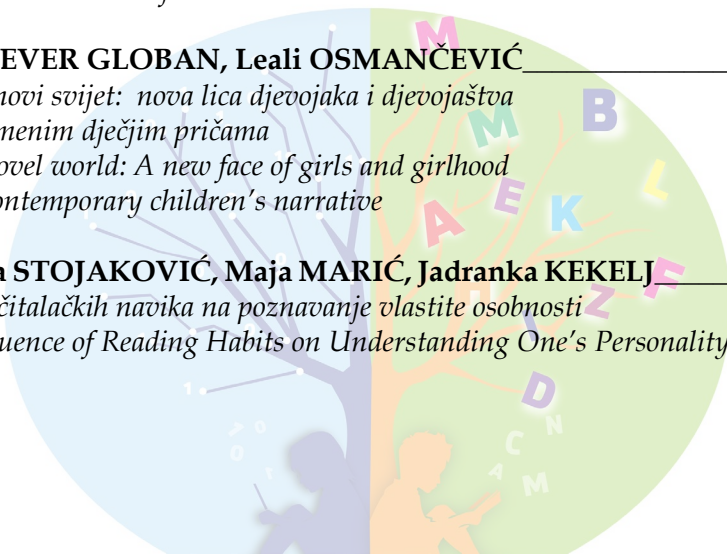 EVER GLOBAN, Leali OSMANČEVIĆ
novi svijet: nova lica djevojaka i djevojaštva
menim dječjim pričama
ovel world: A new face of girls and girlhood
ontemporary children's narrative
a STOJAKOVIĆ, Maja MARIĆ, Jadranka KEKELJ
čitalačkih navika na poznavanje vlastite osobnosti
uence of Reading Habits on Understanding One's Personality
M
B
M
L
E
K
A
F
Z
D
N
C
A
M